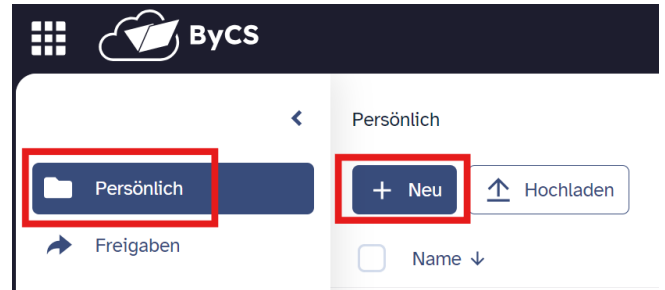 ByCS
Persönlich
Persönlich
+ Neu
Hochladen
Freigaben
Name ↓